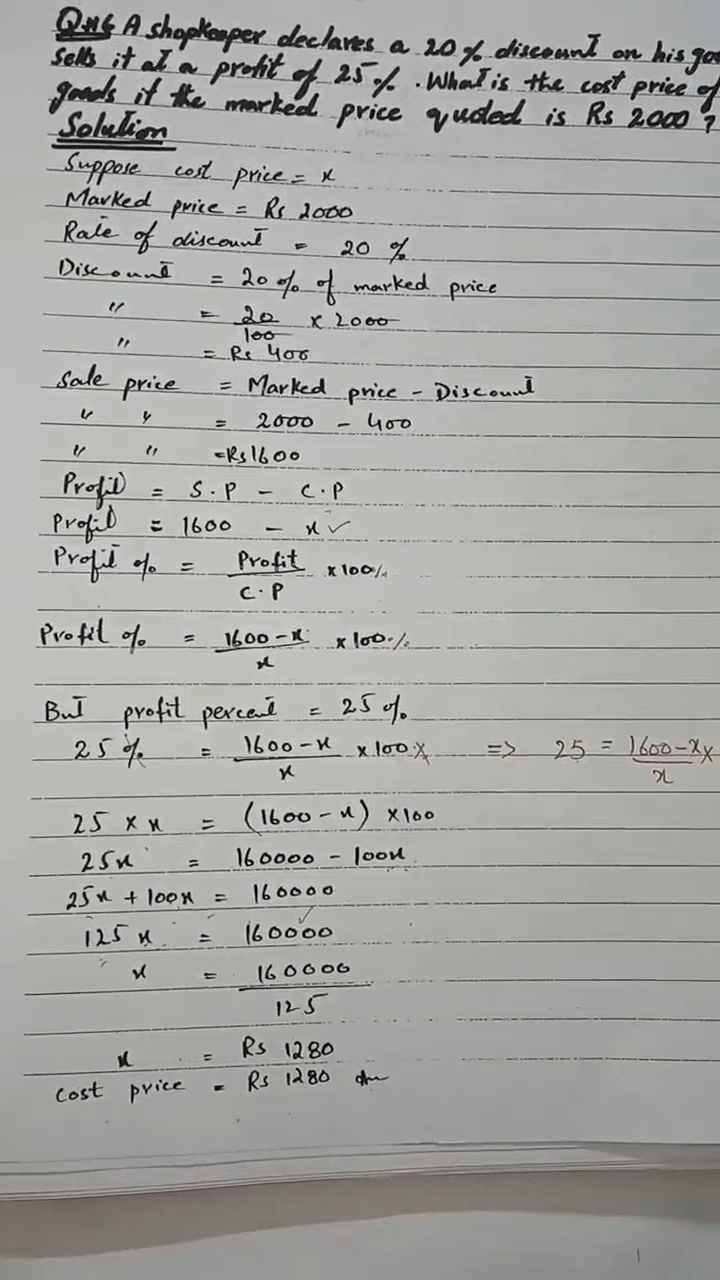 Q#16 A shopkeeper declares a 20% discount on his
sells it at a profit of 25%. What is the cost price of
goods if the marked price quoted is Rs 2000?
Solution
Suppose cost price = x
Marked price = Rs 2000
Rate of discount = 20 %
Discount = 20% of marked price
" = 20/100 x 2000
" = Rs 400
Sale price = Marked price - Discount
" " = 2000 - 400
" " = Rs 1600
Profit = S.P - C.P
Profit = 1600 - x ✓
Profit % = Profit/C.P x 100%
Profit % = 1600-x/x x 100%
But profit percent = 25%
25% = 1600-x/x x 100% => 25 = 1600-x/x x
25 x x = (1600-x) x 100
25x = 160000 - 100x
25x + 100x = 160000
125x = 160000
x = 160000/125
x = Rs 1280
cost price = Rs 1280